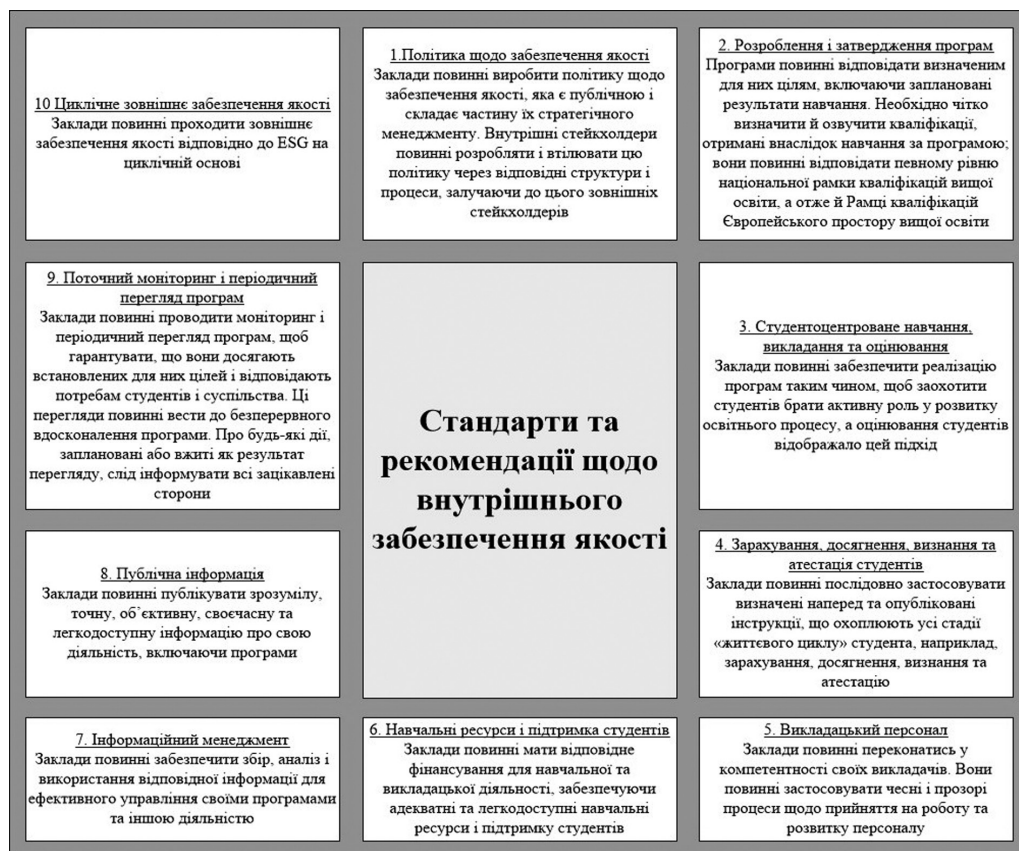 10 Циклічне зовнішнє забезпечення якості
Заклади повинні проходити зовнішнє
забезпечення якості відповідно до ESG на
циклічній основі
1.Політика щодо забезпечення якості
Заклади повинні виробити політику щодо
забезпечення якості, яка є публічною і
складає частину їх стратегічного
менеджменту. Внутрішні стейкхолдери
повинні розробляти і втілювати цю
політику через відповідні структури і
процеси, залучаючи до цього зовнішніх
стейкхолдерів
2. Розроблення і затвердження програм
Програми повинні відповідати визначеним
для них цілям, включаючи заплановані
результати навчання. Необхідно чітко
визначити й озвучити кваліфікації,
отримані внаслідок навчання за програмою;
вони повинні відповідати певному рівню
національної рамки кваліфікацій вищої
освіти, а отже й Рамці кваліфікацій
Європейського простору вищої освіти
9. Поточний моніторинг і періодичний
перегляд програм
Заклади повинні проводити моніторинг і
періодичний перегляд програм, щоб
гарантувати, що вони досягають
встановлених для них цілей і відповідають
потребам студентів і суспільства. Ці
перегляди повинні вести до безперервного
вдосконалення програми. Про будь-які дії,
заплановані або вжиті як результат
перегляду, слід інформувати всі зацікавлені
сторони
Стандарти та
рекомендації щодо
внутрішнього
забезпечення якості
3. Студентоцентроване навчання,
викладання та оцінювання
Заклади повинні забезпечити реалізацію
програм таким чином, щоб заохотити
студентів брати активну роль у розвитку
освітнього процесу, а оцінювання студентів
відображало цей підхід
8. Публічна інформація
Заклади повинні публікувати зрозумілу,
точну, об`єктивну, своєчасну та
легкодоступну інформацію про свою
діяльність, включаючи програми
4. Зарахування, досягнення, визнання та
атестація студентів
Заклади повинні послідовно застосовувати
визначені наперед та опубліковані
інструкції, що охоплюють усі стадії
«життєвого циклу» студента, наприклад,
зарахування, досягнення, визнання та
атестацію
7. Інформаційний менеджмент
Заклади повинні забезпечити збір, аналіз і
використання відповідної інформації для
ефективного управління своїми програмами
та іншою діяльністю
6. Навчальні ресурси і підтримка студентів
Заклади повинні мати відповідне
фінансування для навчальної та
викладацької діяльності, забезпечуючи
адекватні та легкодоступні навчальні
ресурси і підтримку студентів
5. Викладацький персонал
Заклади повинні переконатись у
компетентності своїх викладачів. Вони
повинні застосовувати чесні і прозорі
процеси щодо прийняття на роботу та
розвитку персоналу